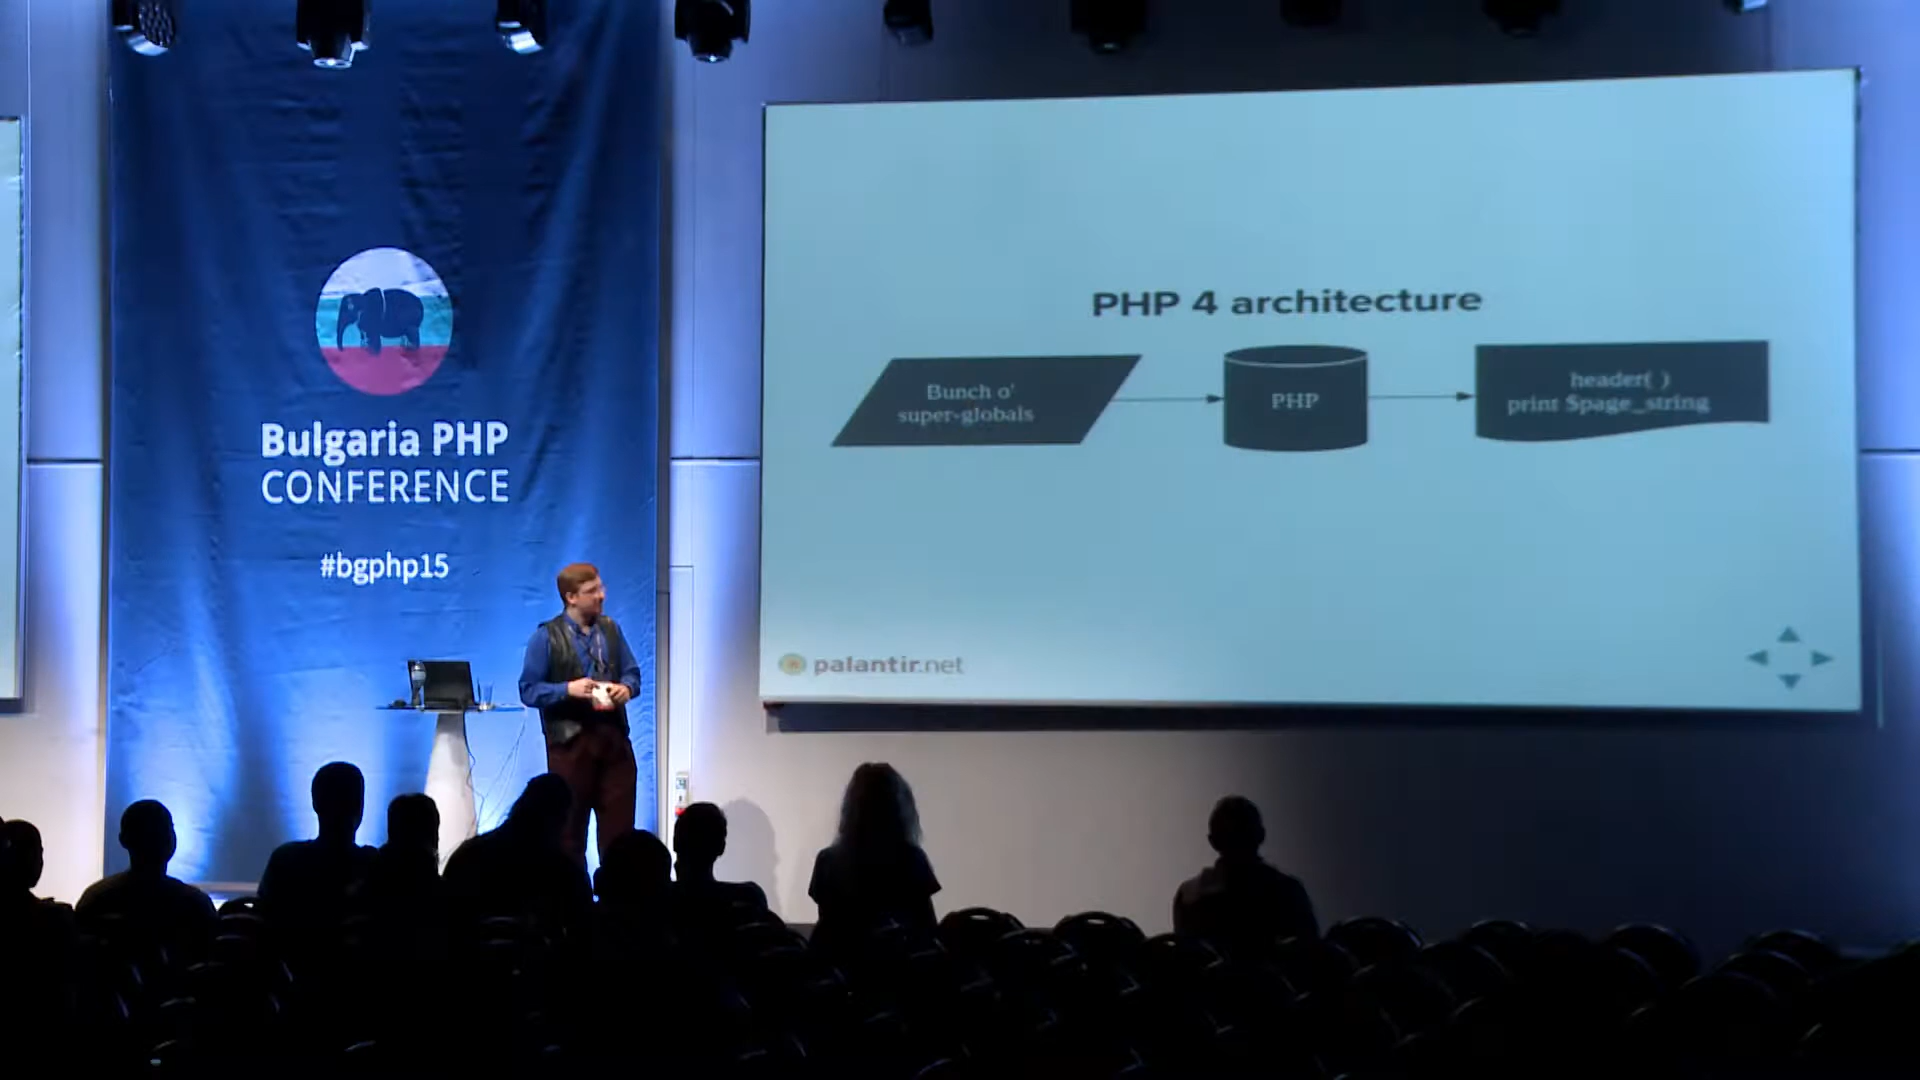 Bulgaria PHP
CONFERENCE
#bgphp15
PHP 4 architecture
Bunch o'
super-globals
PHP
header( )
print $page_string
palantir.net